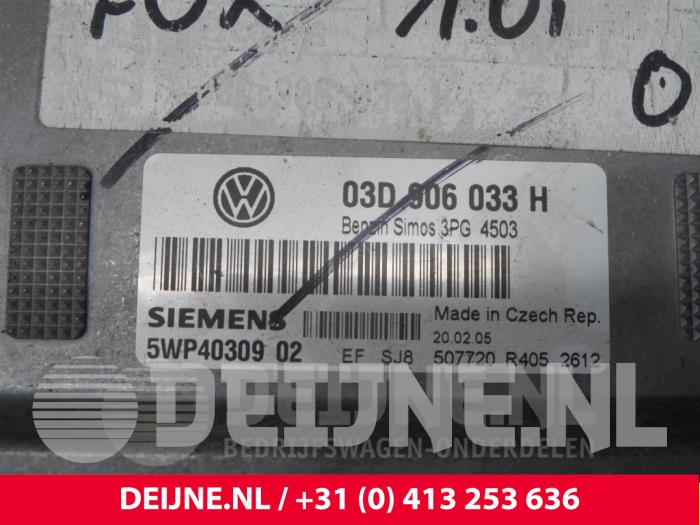 FOX 1.0i
0
VW
03D 906 033 H
Benzin Simos 3PG 4503
SIEMENS
Made in Czech Rep.
20.02.05
5WP40309 02
EF SJ8 507720 R405 2612
DEIJNE.NL
BEDRIJFSWAGEN-ONDERDELEN
DEIJNE.NL / +31 (0) 413 253 636